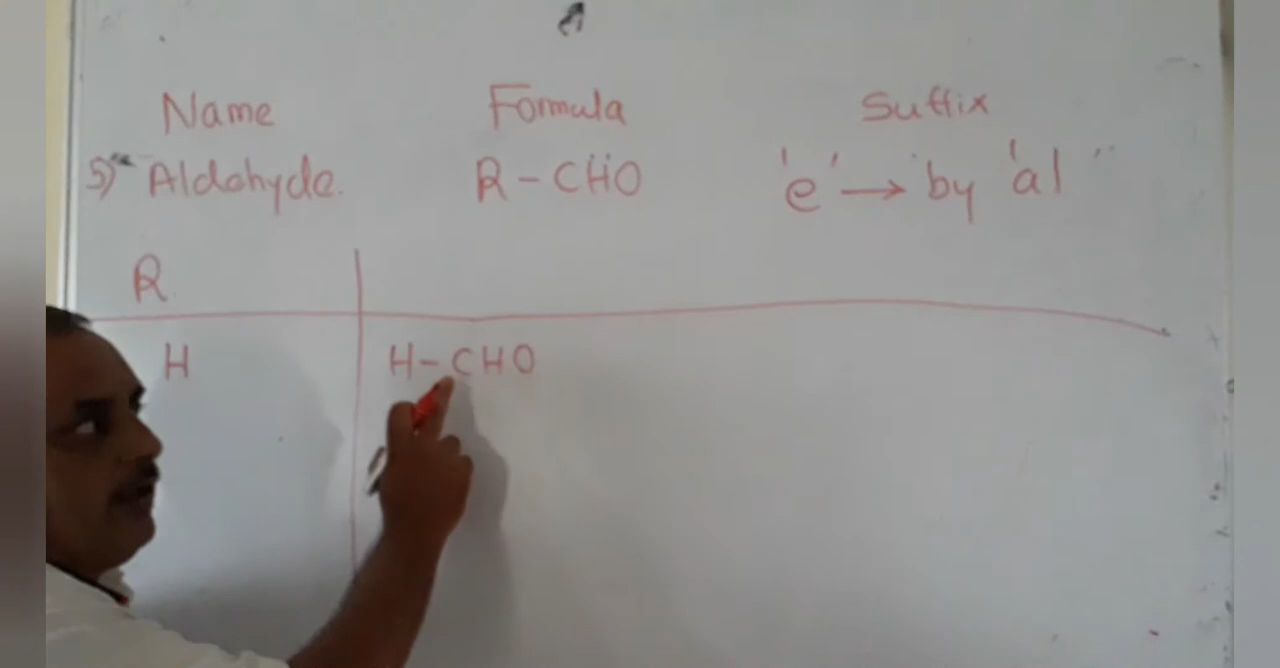 Name Formula Suffix
5) Aldehyde. R-CHO 'e' → by 'al''
R
H H-CHO